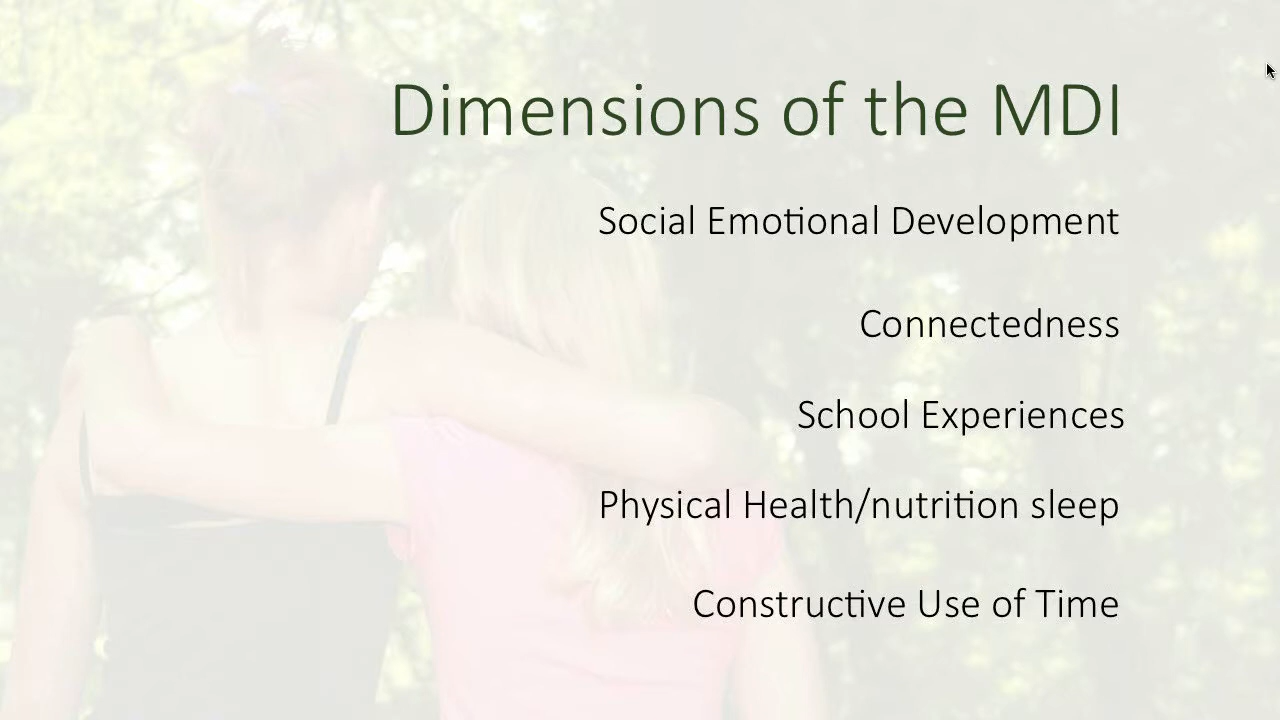 Dimensions of the MDI
Social Emotional Development
Connectedness
School Experiences
Physical Health/nutrition sleep
Constructive Use of Time